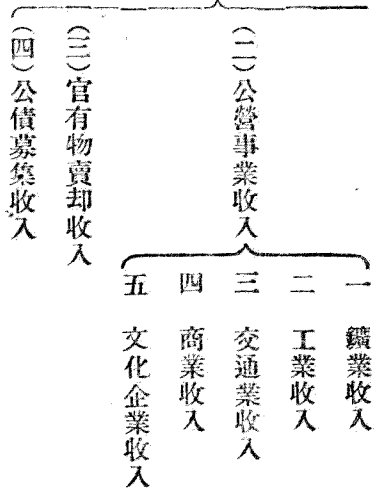 (二)公營事業收入
一 鑛業收入
二 工業收入
三 交通業收入
四 商業收入
五 文化企業收入
(三)官有物賣却收入
(四)公債募集收入